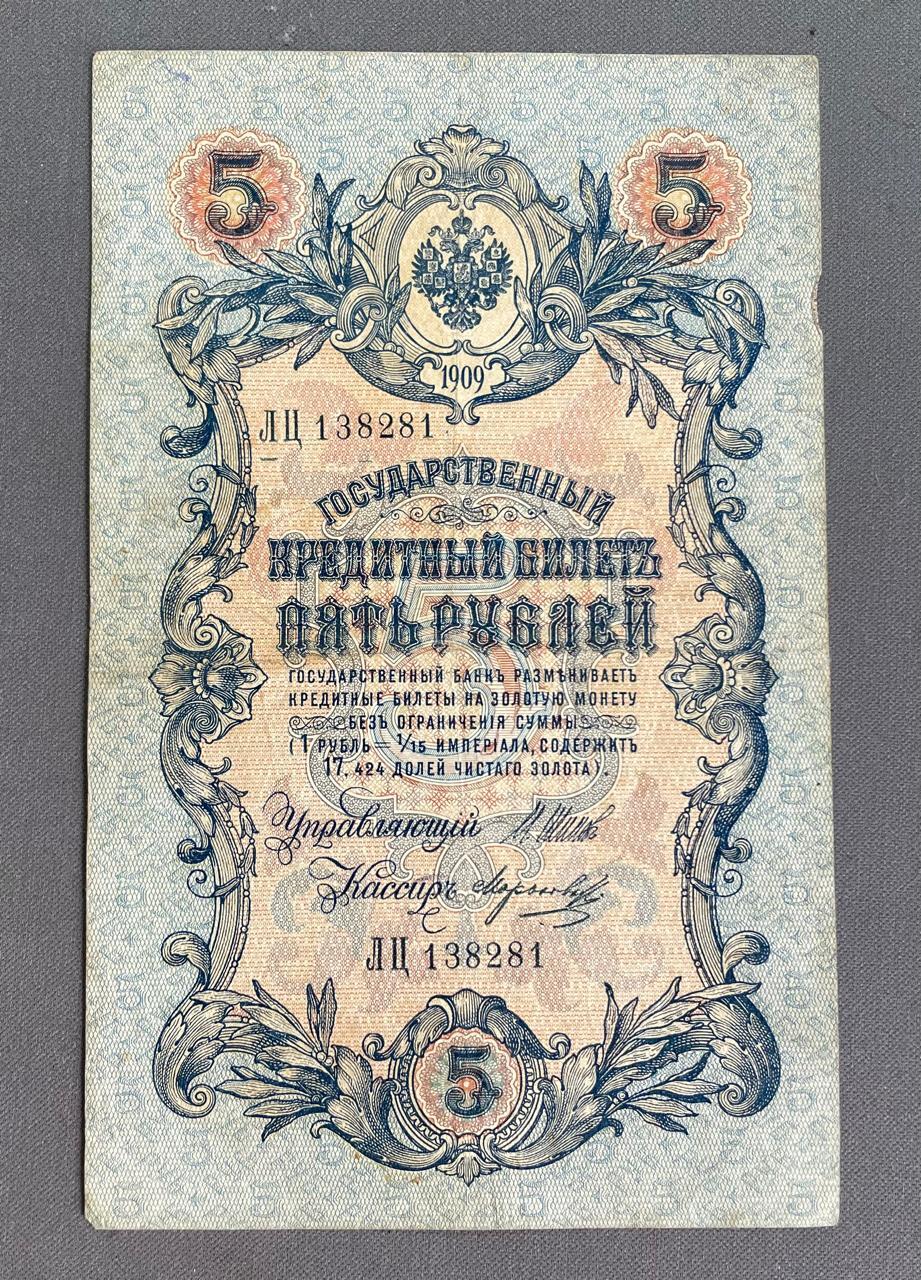 5 5
1909
ЛЦ 138281
ГОСУДАРСТВЕННЫЙ
КРЕДИТНЫЙ БИЛЕТЪ
ПЯТЬ РУБЛЕЙ
ГОСУДАРСТВЕННЫЙ БАНКЪ РАЗМѢНИВАЕТЪ
КРЕДИТНЫЕ БИЛЕТЫ НА ЗОЛОТУЮ МОНЕТУ
БЕЗЪ ОГРАНИЧЕНІЯ СУММЫ
(1 РУБЛЬ = 1/15 ИМПЕРІАЛА, СОДЕРЖИТЪ
17,424 ДОЛЕЙ ЧИСТАГО ЗОЛОТА).
Управляющій
Кассиръ
ЛЦ 138281
5